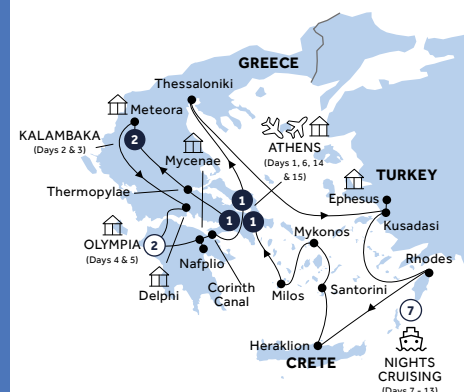 GREECE
Thessaloniki
Meteora
2
KALAMBAKA
(Days 2 & 3)
Mycenae
ATHENS
(Days 1, 6, 14
& 15)
TURKEY
Ephesus
Thermopylae
1
1
1
Kusadasi
OLYMPIA
(Days 4 & 5)
2
Mykonos
Rhodes
Nafplio
Delphi
Corinth
Canal
Milos
Santorini
7
Heraklion
CRETE
NIGHTS
CRUISING
(Days 7 - 13)